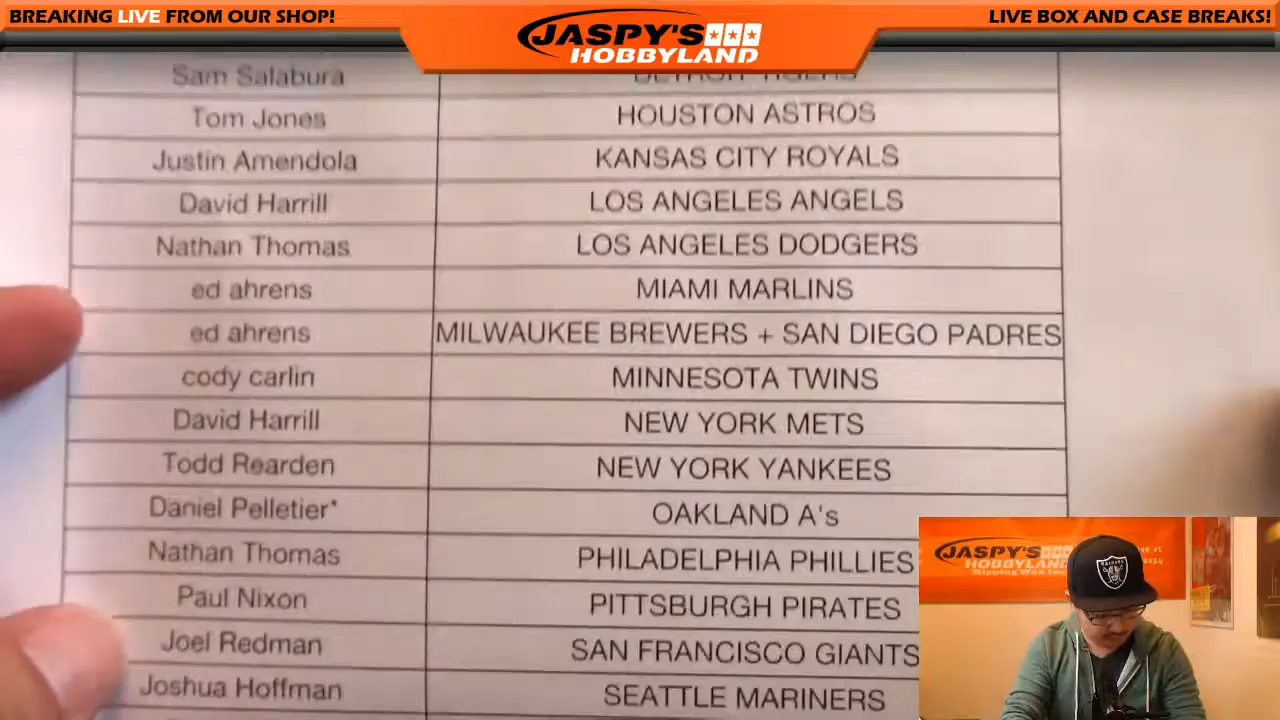 BREAKING LIVE FROM OUR SHOP!
JASPY'S
HOBBYLAND
LIVE BOX AND CASE BREAKS!
Sam Salabura DETROIT TIGERS
Tom Jones HOUSTON ASTROS
Justin Amendola KANSAS CITY ROYALS
David Harrill LOS ANGELES ANGELS
Nathan Thomas LOS ANGELES DODGERS
ed ahrens MIAMI MARLINS
ed ahrens MILWAUKEE BREWERS + SAN DIEGO PADRES
cody carlin MINNESOTA TWINS
David Harrill NEW YORK METS
Todd Rearden NEW YORK YANKEES
Daniel Pelletier* OAKLAND A's
Nathan Thomas PHILADELPHIA PHILLIES
Paul Nixon PITTSBURGH PIRATES
Joel Redman SAN FRANCISCO GIANTS
Joshua Hoffman SEATTLE MARINERS
JASPY'S
HOBBYLAND
RAIDERS